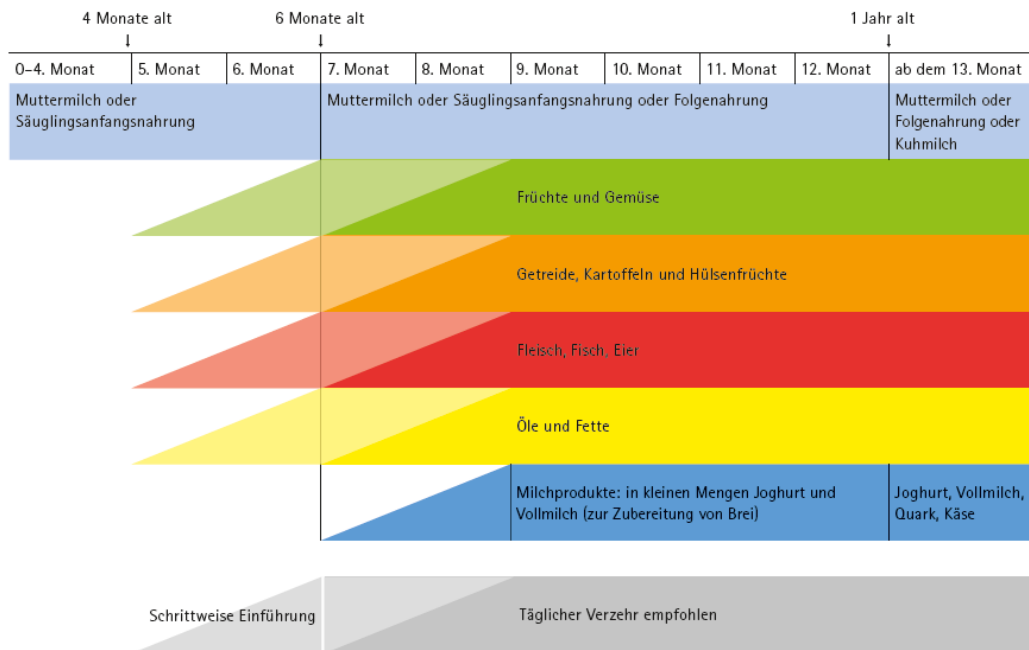 4 Monate alt
6 Monate alt
1 Jahr alt
0–4. Monat
5. Monat
6. Monat
7. Monat
8. Monat
9. Monat
10. Monat
11. Monat
12. Monat
ab dem 13. Monat
Muttermilch oder
Säuglingsanfangsnahrung
Muttermilch oder Säuglingsanfangsnahrung oder Folgenahrung
Muttermilch oder
Folgenahrung oder
Kuhmilch
Früchte und Gemüse
Getreide, Kartoffeln und Hülsenfrüchte
Fleisch, Fisch, Eier
Öle und Fette
Milchprodukte: in kleinen Mengen Joghurt und
Vollmilch (zur Zubereitung von Brei)
Joghurt, Vollmilch,
Quark, Käse
Schrittweise Einführung
Täglicher Verzehr empfohlen